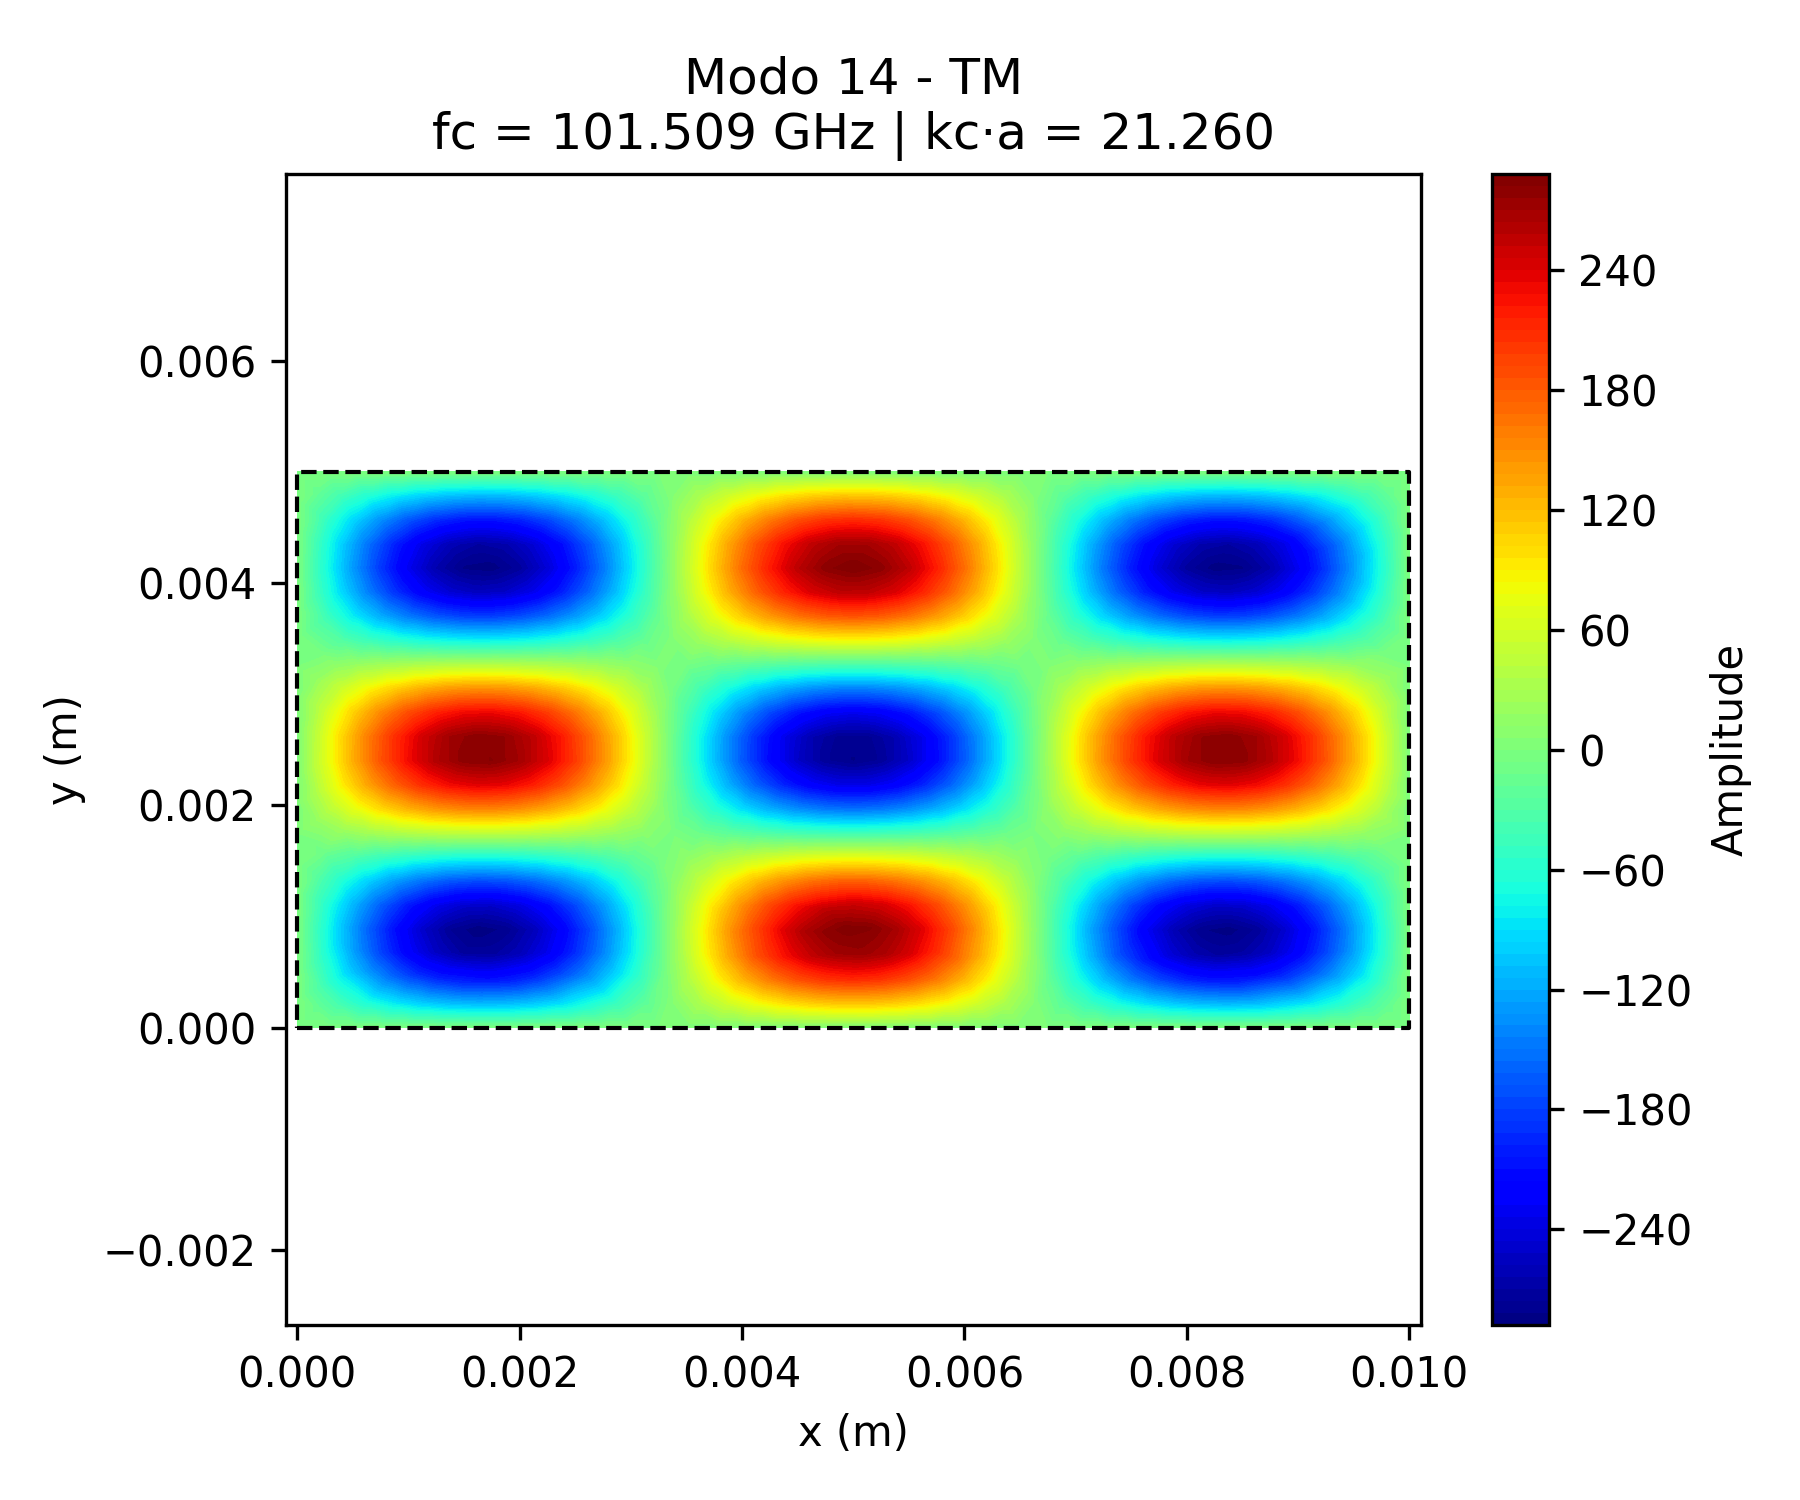 Modo 14 - TM
fc = 101.509 GHz | kc·a = 21.260
y (m)
0.006
0.004
0.002
0.000
−0.002
0.000 0.002 0.004 0.006 0.008 0.010
x (m)
240
180
120
60
0
−60
−120
−180
−240
Amplitude